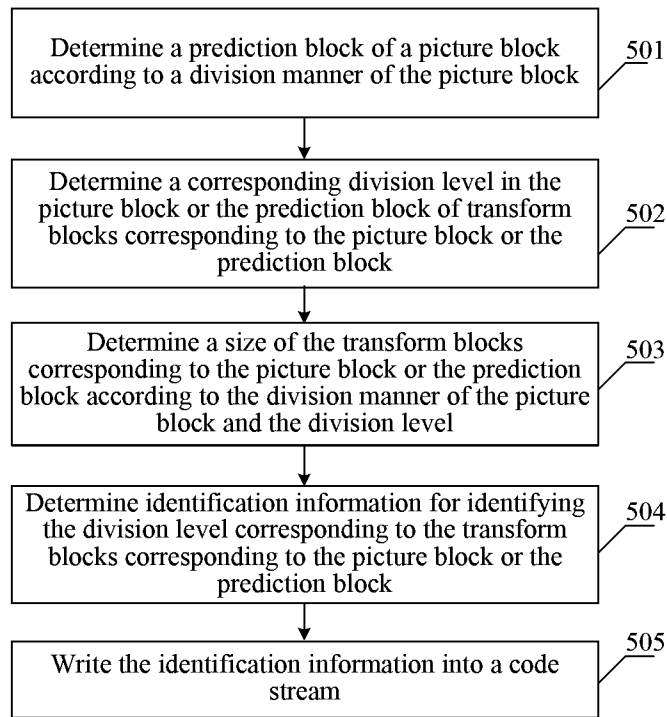 Determine a prediction block of a picture block
according to a division manner of the picture block
501
Determine a corresponding division level in the
picture block or the prediction block of transform
blocks corresponding to the picture block or the
prediction block
502
Determine a size of the transform blocks
corresponding to the picture block or the prediction
block according to the division manner of the picture
block and the division level
503
Determine identification information for identifying
the division level corresponding to the transform
blocks corresponding to the picture block or the
prediction block
504
Write the identification information into a code
stream
505